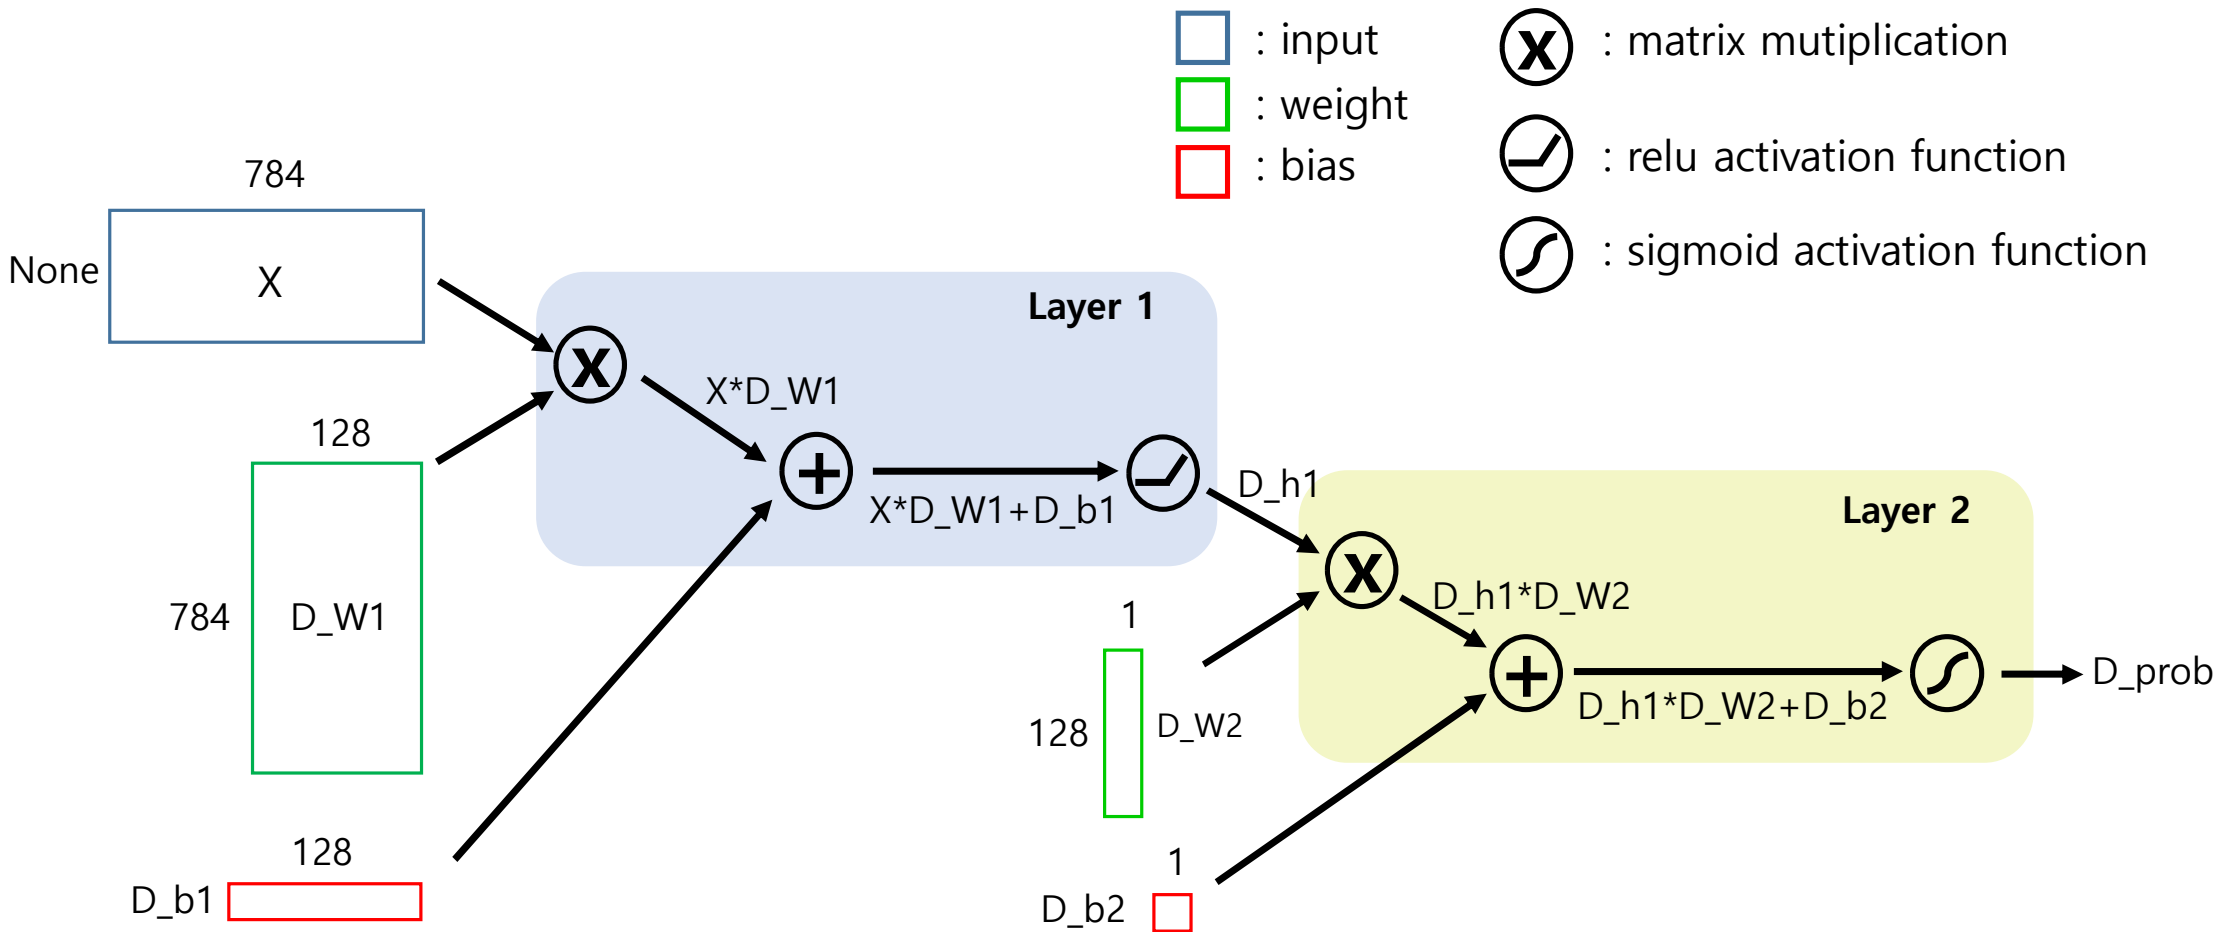 : input
: weight
: bias
: matrix mutiplication
: relu activation function
: sigmoid activation function
784
None
X
128
784
D_W1
128
D_b1
Layer 1
X
X*D_W1
+
X*D_W1+D_b1
D_h1
1
128
D_W2
1
D_b2
Layer 2
X
D_h1*D_W2
+
D_h1*D_W2+D_b2
D_prob